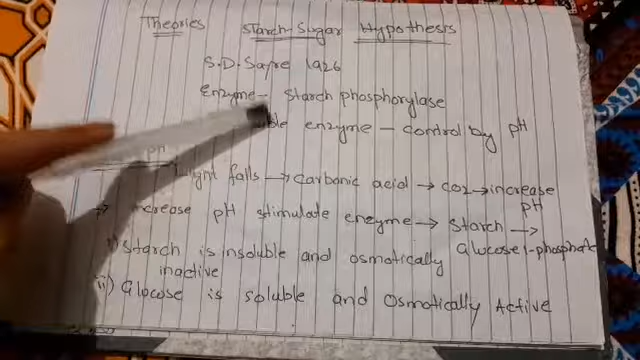 Theories Starch-Sugar Hypothesis
S.D. Sayre 1926
Enzyme- Starch phosphorylase
enzyme - control by pH
pH
light falls → carbonic acid → CO2 → increase pH
→ increase pH stimulate enzyme → Starch → Glucose 1-phosphate
i) Starch is insoluble and osmotically
inactive
ii) Glucose is soluble and Osmotically Active